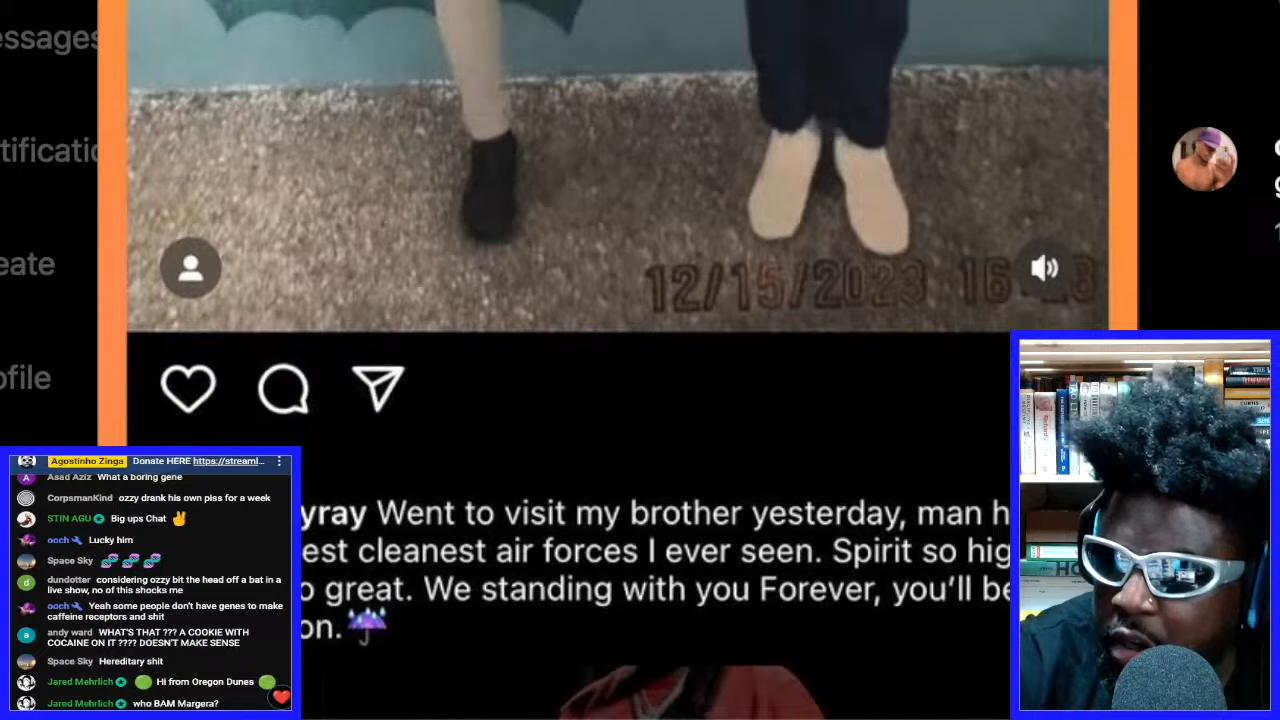 essages
tificatio
eate
ofile
12/15/2023 16
yray Went to visit my brother yesterday, man h
est cleanest air forces I ever seen. Spirit so hig
o great. We standing with you Forever, you'll be
on.☔
Agostinho Zinga Donate HERE https://streaml...
Asad Aziz What a boring gene
CorpsmanKind ozzy drank his own piss for a week
STIN AGU Big ups Chat ✌
ooch Lucky him
Space Sky 🧬 🧬 🧬
dundotter considering ozzy bit the head off a bat in a
live show, no of this shocks me
ooch Yeah some people don't have genes to make
caffeine receptors and shit
andy ward WHAT'S THAT ??? A COOKIE WITH
COCAINE ON IT ???? DOESN'T MAKE SENSE
Space Sky Hereditary shit
Jared Mehrlich 🟢 Hi from Oregon Dunes 🟢
Jared Mehrlich who BAM Margera?